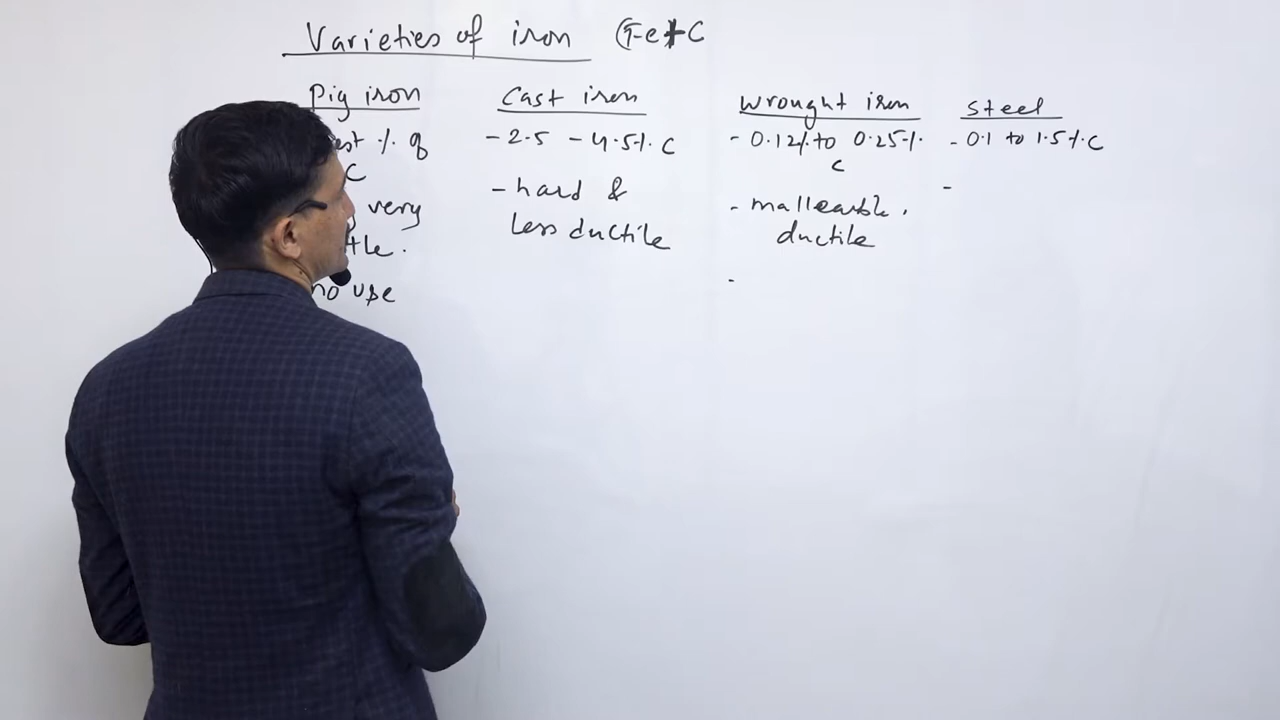 Varieties of iron (Fe+C
Pig iron
% of
C
very
no use
Cast iron
- 2.5 - 4.5% C
- hard &
less ductile
Wrought iron
- 0.12% to 0.25%
C
- malleable,
ductile
-
Steel
- 0.1 to 1.5% C
-